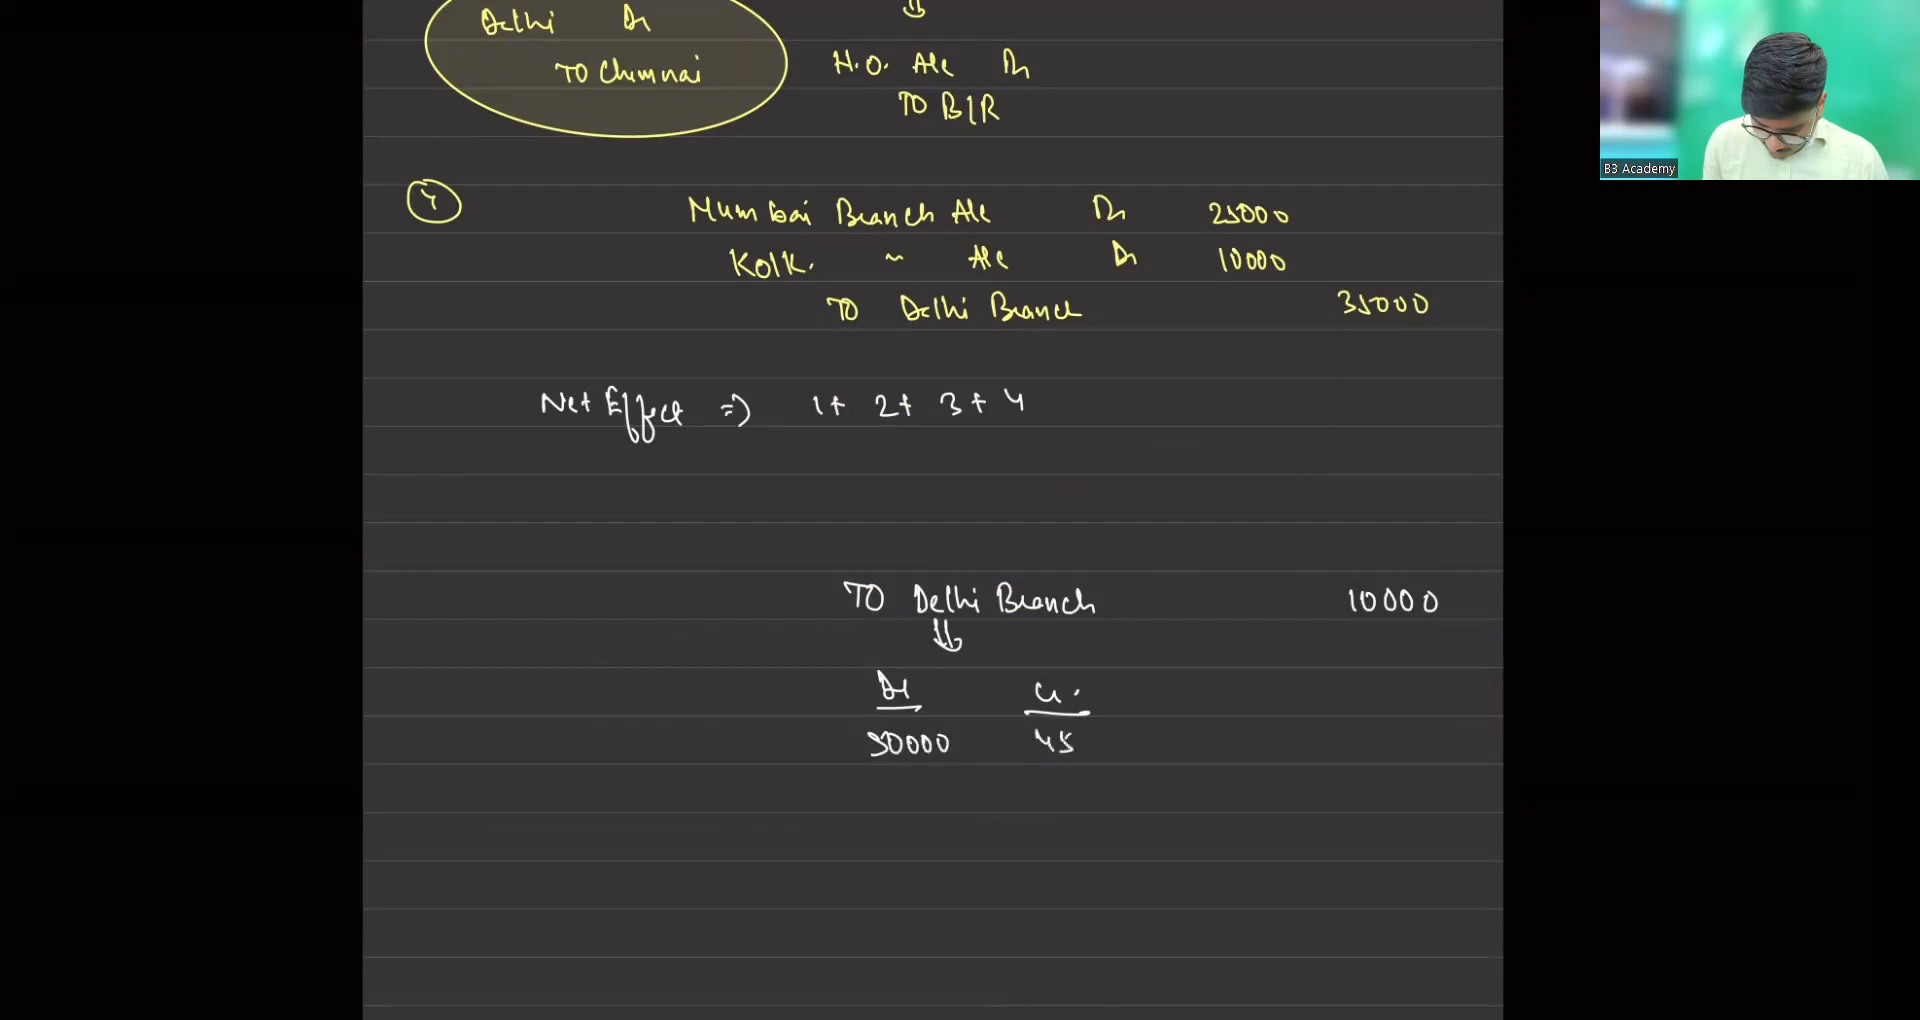 Delhi Dr
TO Chennai
H.O. A/c Dr
TO B/R
4
Mumbai Branch A/c Dr 25000
Kolk. ~ A/c Dr 10000
TO Delhi Branch 35000
Net Effect => 1+ 2+ 3+ 4
TO Delhi Branch 10000
Dr Cr.
50000 45
B3 Academy